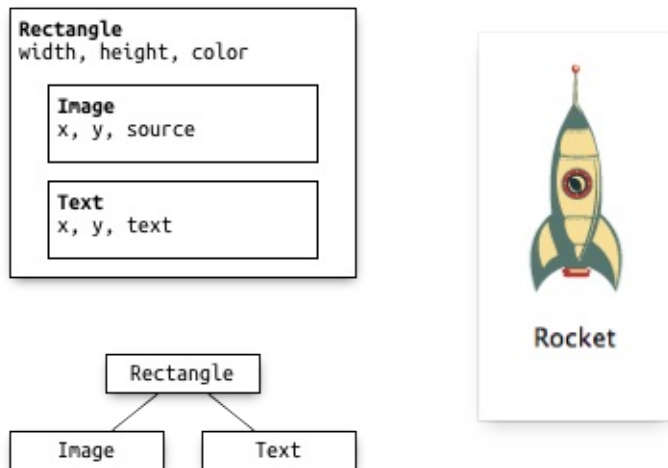 Rectangle
width, height, color
Image
x, y, source
Text
x, y, text
Rocket
Rectangle
Image
Text